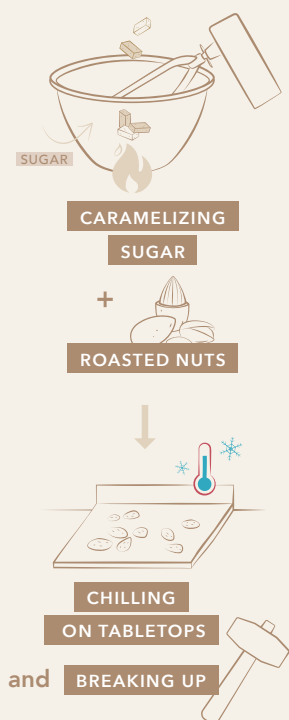 SUGAR
CARAMELIZING
SUGAR
+
ROASTED NUTS
CHILLING
ON TABLETOPS
and BREAKING UP